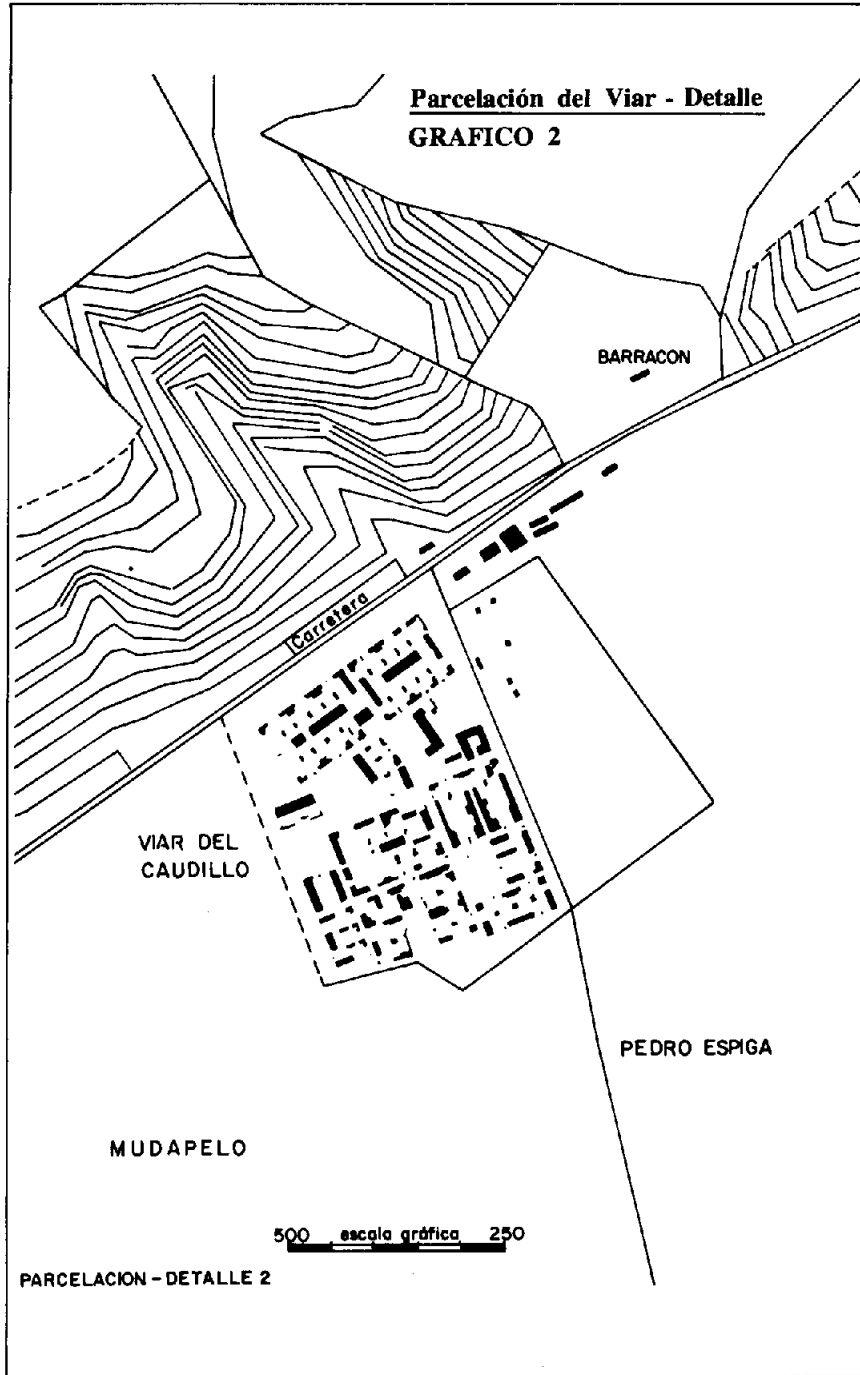 Parcelación del Viar - Detalle
GRAFICO 2
BARRACON
Carretera
VIAR DEL
CAUDILLO
PEDRO ESPIGA
MUDAPELO
500 escala gráfica 250
PARCELACION - DETALLE 2